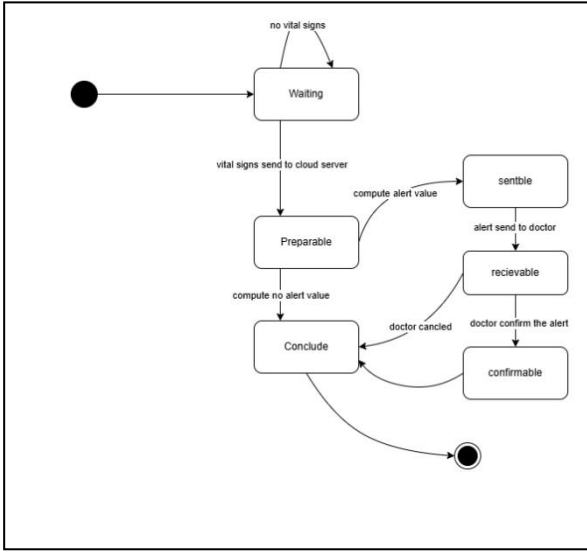 no vital signs
Waiting
vital signs send to cloud server
sentble
compute alert value
alert send to doctor
Preparable
recievable
compute no alert value
doctor cancled
doctor confirm the alert
Conclude
confirmable